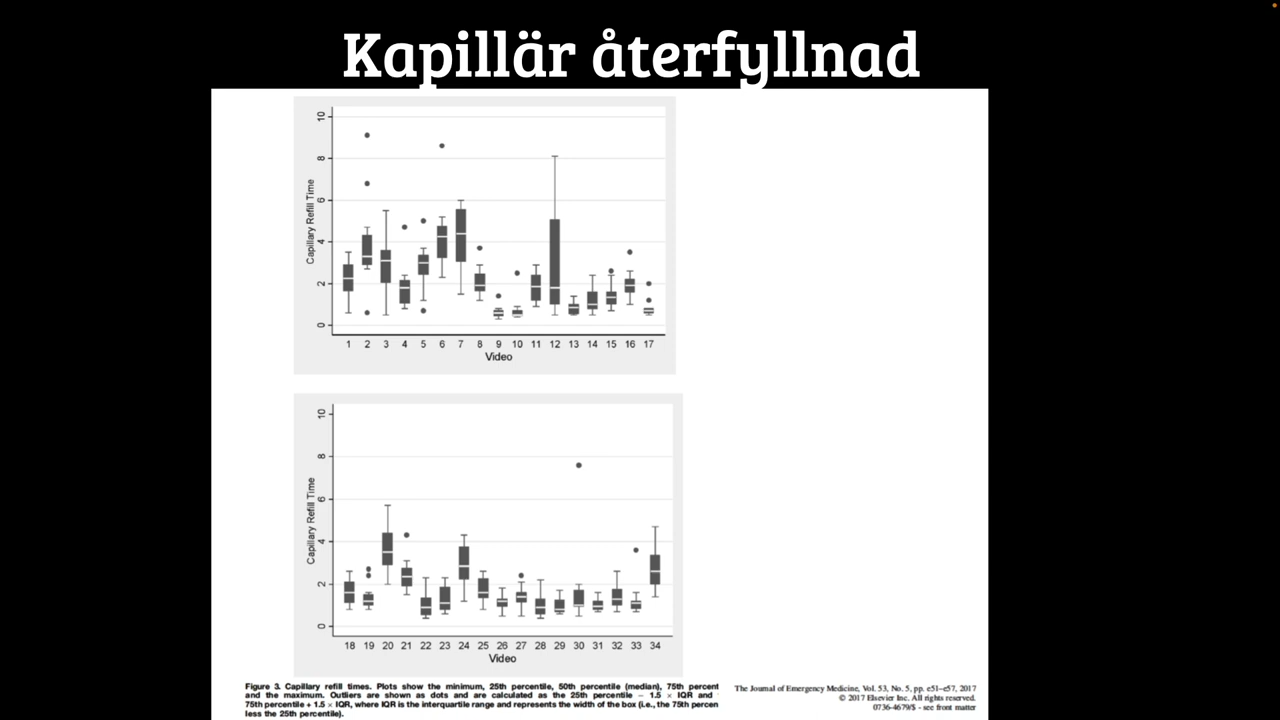 Kapillär återfyllnad
10
8
6
4
2
0
Capillary Refill Time
1 2 3 4 5 6 7 8 9 10 11 12 13 14 15 16 17
Video
10
8
6
4
2
0
Capillary Refill Time
18 19 20 21 22 23 24 25 26 27 28 29 30 31 32 33 34
Video
Figure 3. Capillary refill times. Plots show the minimum, 25th percentile, 50th percentile (median), 75th percent
and the maximum. Outliers are shown as dots and are calculated as the 25th percentile − 1.5 × IQR and
75th percentile + 1.5 × IQR, where IQR is the interquartile range and represents the width of the box (i.e., the 75th percen
less the 25th percentile).
The Journal of Emergency Medicine, Vol. 53, No. 5, pp. e51–e57, 2017
© 2017 Elsevier Inc. All rights reserved.
0736-4679/$ - see front matter